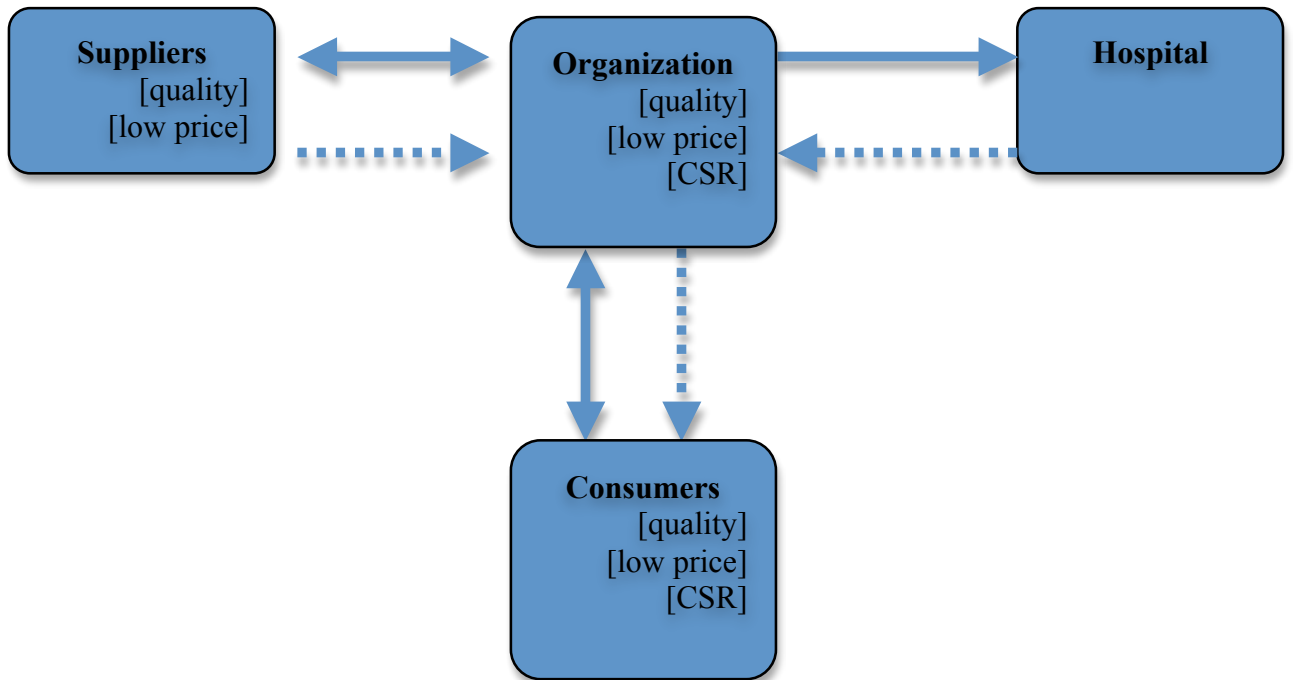 Suppliers
[quality]
[low price]
Organization
[quality]
[low price]
[CSR]
Hospital
Consumers
[quality]
[low price]
[CSR]